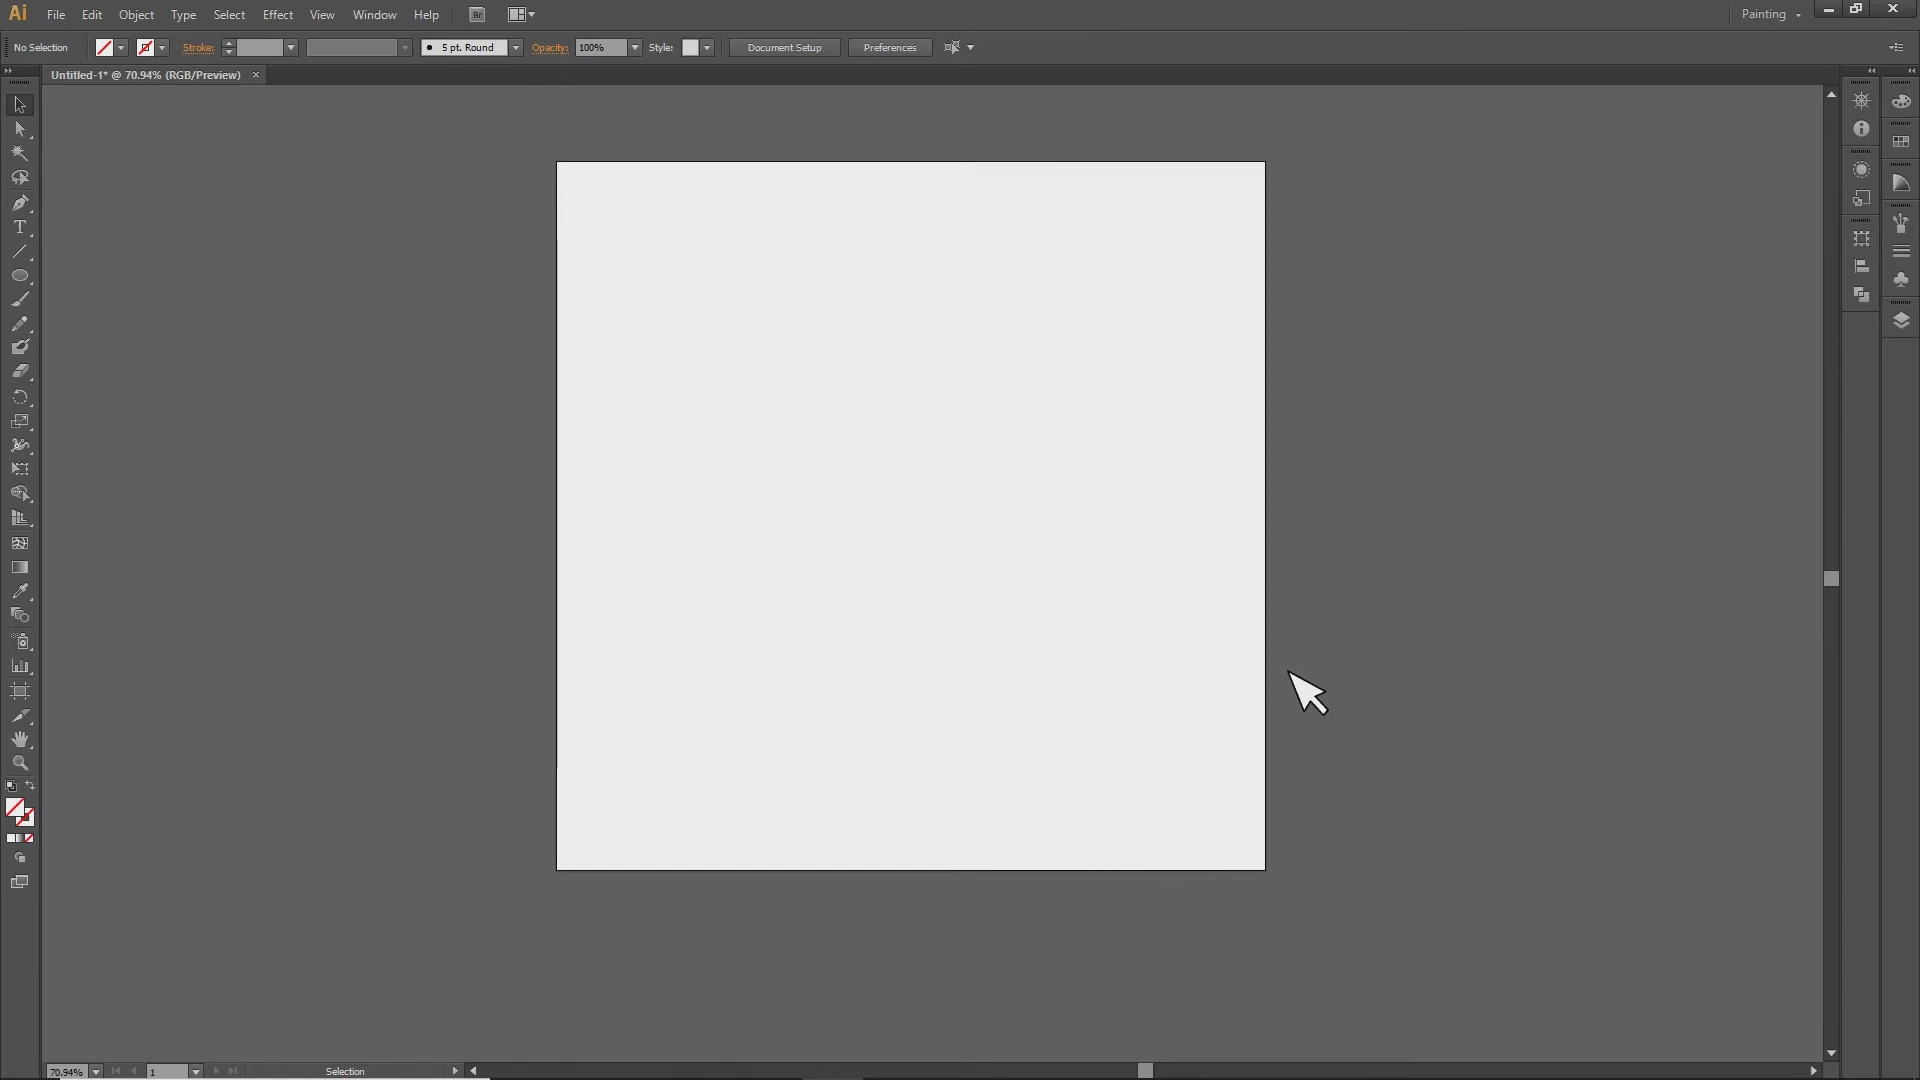 Ai File Edit Object Type Select Effect View Window Help Br Painting
No Selection Stroke: 5 pt. Round Opacity: 100% Style: Document Setup Preferences
Untitled-1* @ 70.94% (RGB/Preview)
T
70.94% 1 Selection